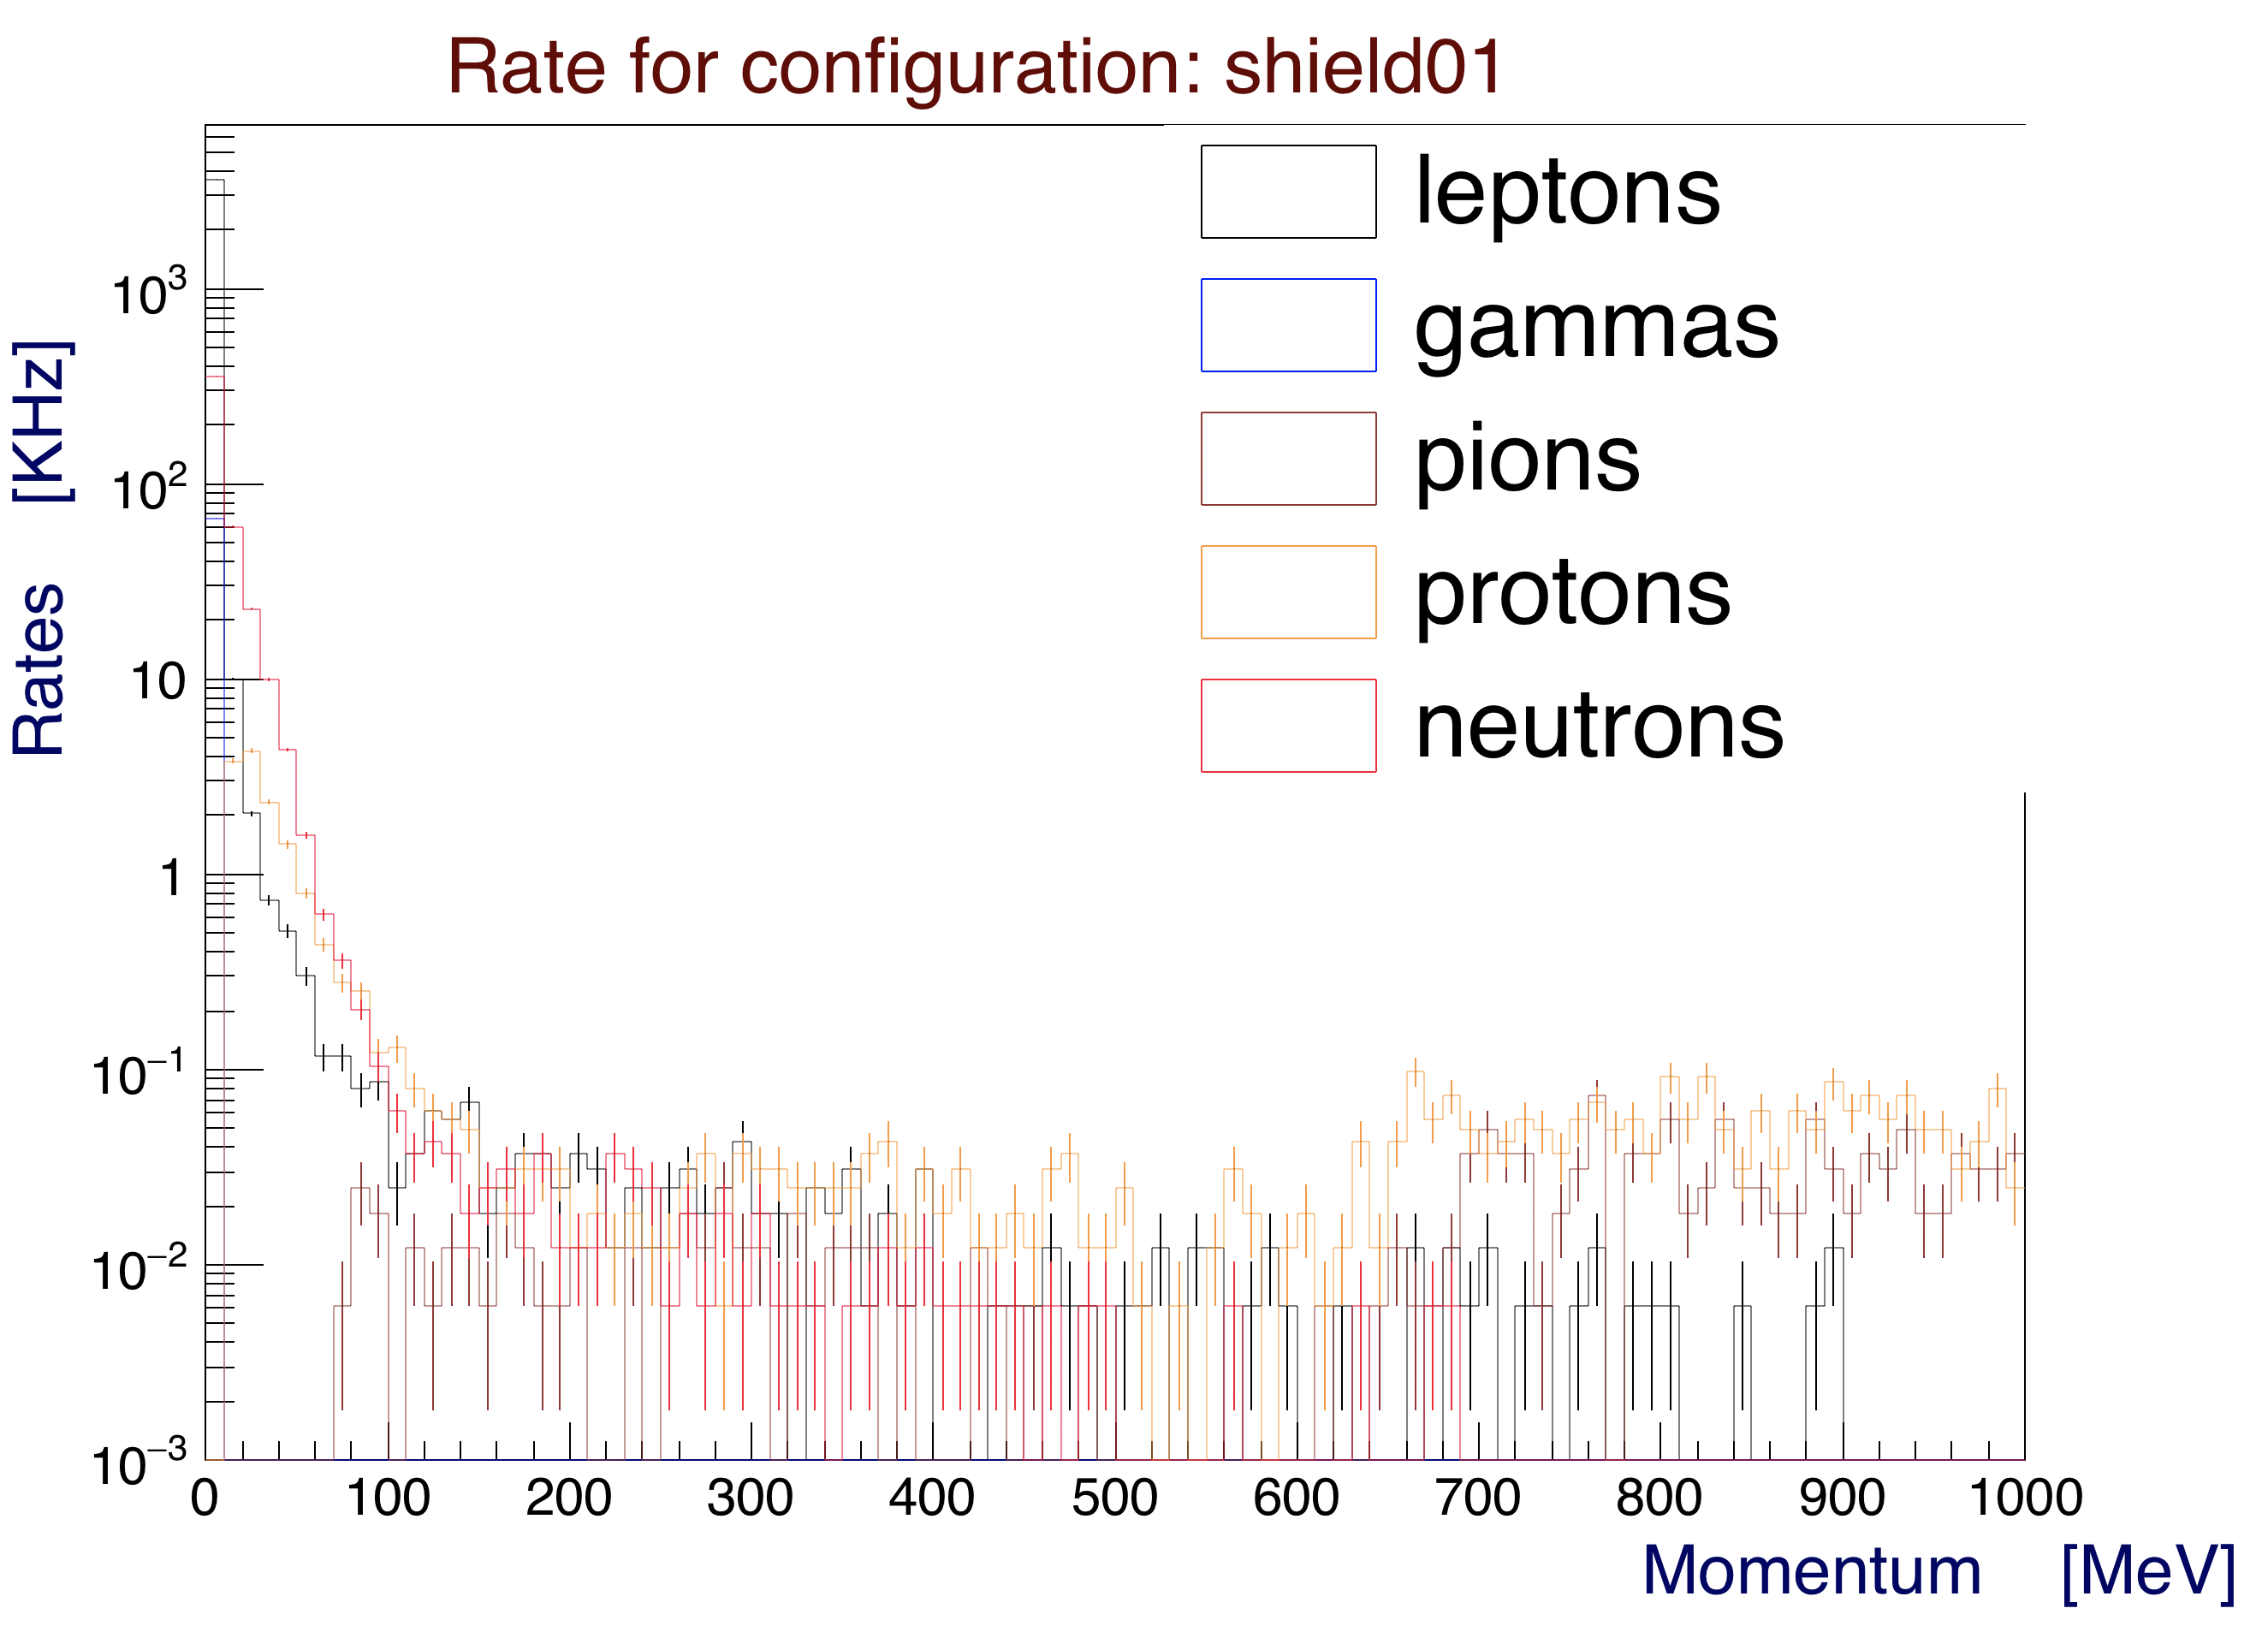 Rate for configuration: shield01
leptons
gammas
pions
protons
neutrons
Rates [KHz]
10³
10²
10
1
10⁻¹
10⁻²
10⁻³
0 100 200 300 400 500 600 700 800 900 1000
Momentum [MeV]